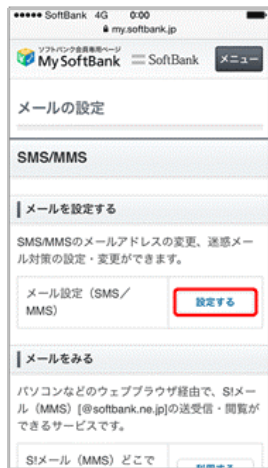 SoftBank 4G 0:00
my.softbank.jp
ソフトバンク会員専用ページ
My SoftBank SoftBank メニュー
メールの設定
SMS/MMS
メールを設定する
SMS/MMSのメールアドレスの変更、迷惑メー
ル対策の設定・変更ができます。
メール設定（SMS／
MMS）
設定する
メールをみる
パソコンなどのウェブブラウザ経由で、S!メー
ル（MMS）[@softbank.ne.jp]の送受信・閲覧が
できるサービスです。
S!メール（MMS）どこで